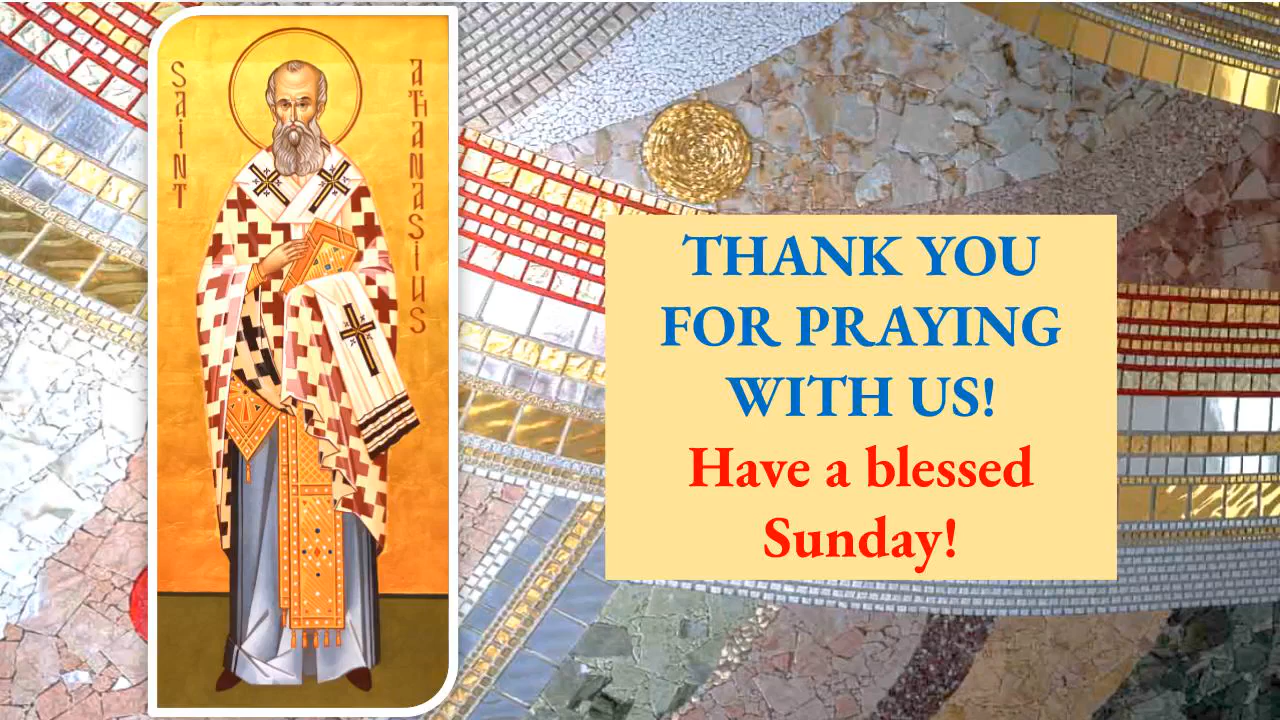 SAINT
ATHANASIUS
THANK YOU
FOR PRAYING
WITH US!
Have a blessed
Sunday!